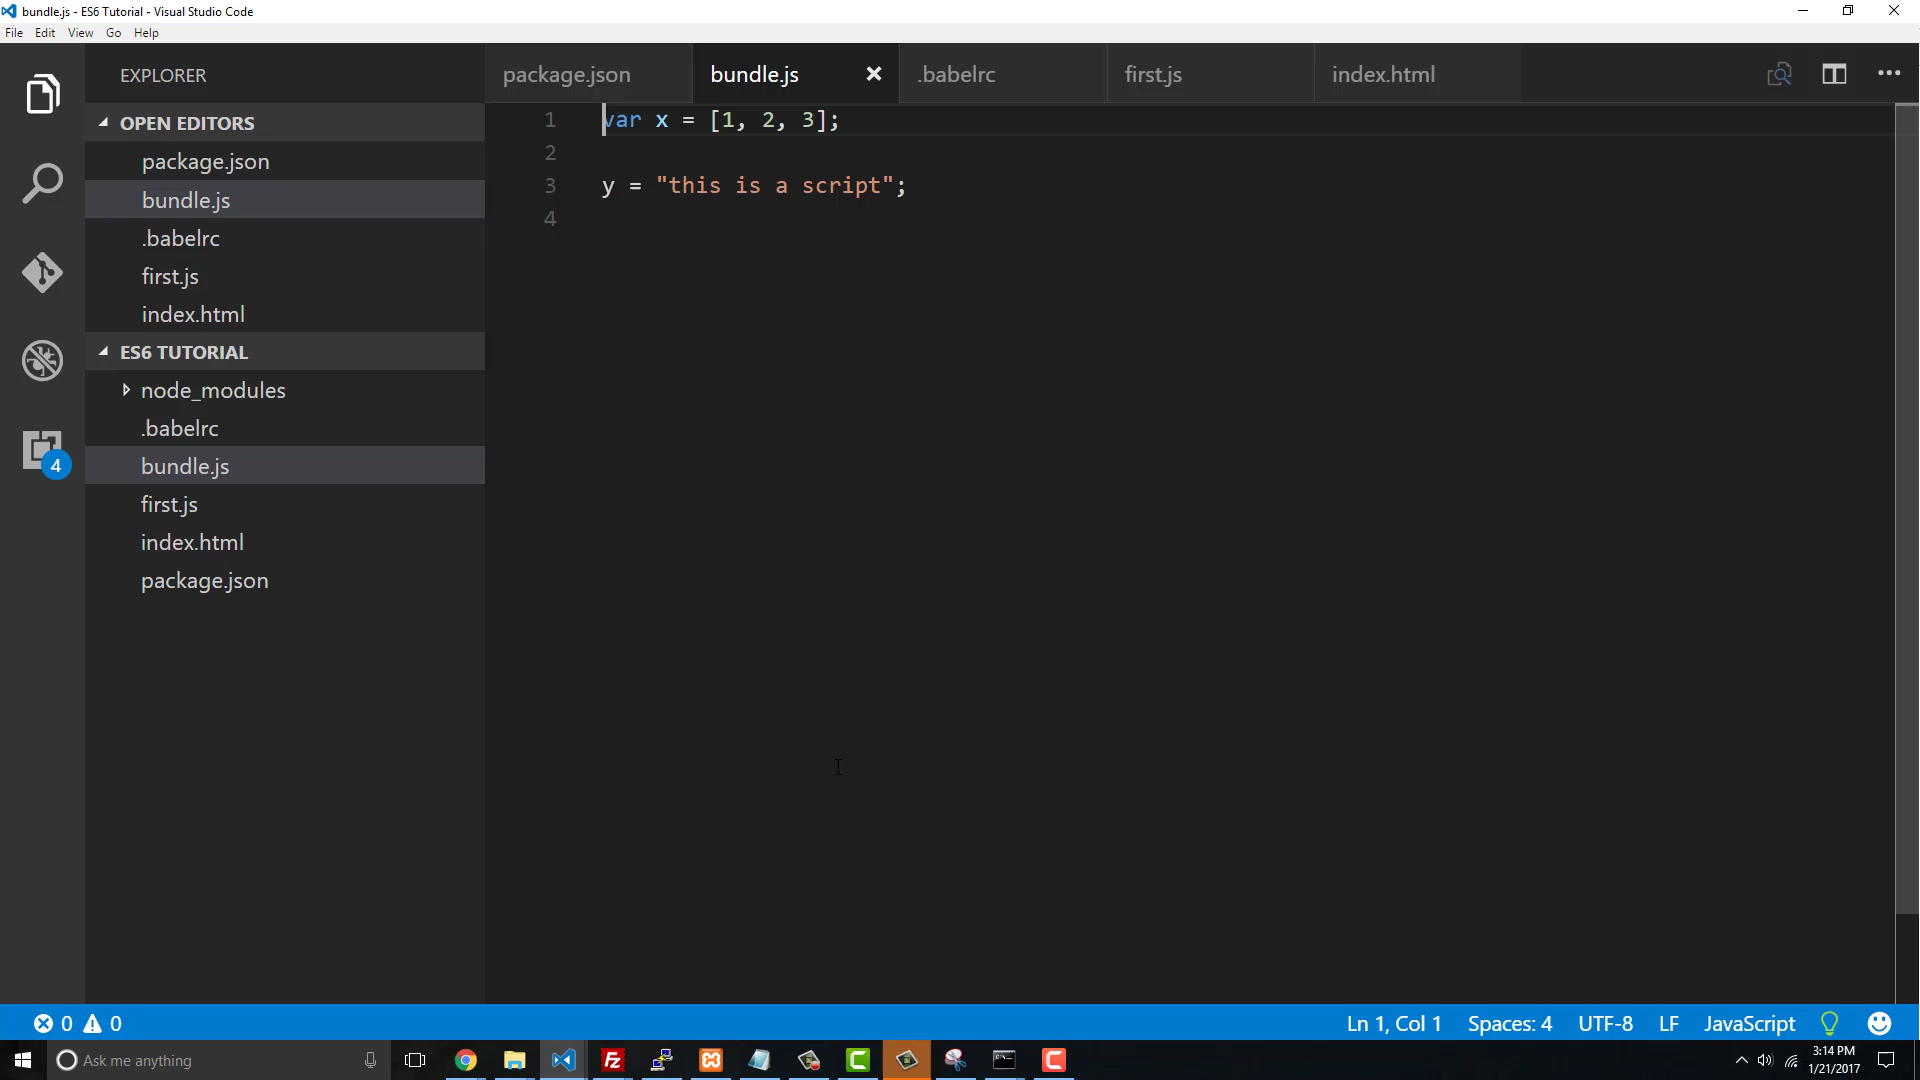 bundle.js - ES6 Tutorial - Visual Studio Code
File Edit View Go Help
EXPLORER
package.json
bundle.js
.babelrc
first.js
index.html
OPEN EDITORS
package.json
bundle.js
.babelrc
first.js
index.html
ES6 TUTORIAL
node_modules
.babelrc
bundle.js
first.js
index.html
package.json
4
1 var x = [1, 2, 3];
2
3 y = "this is a script";
4
0 0
Ln 1, Col 1 Spaces: 4 UTF-8 LF JavaScript
Ask me anything
3:14 PM
1/21/2017